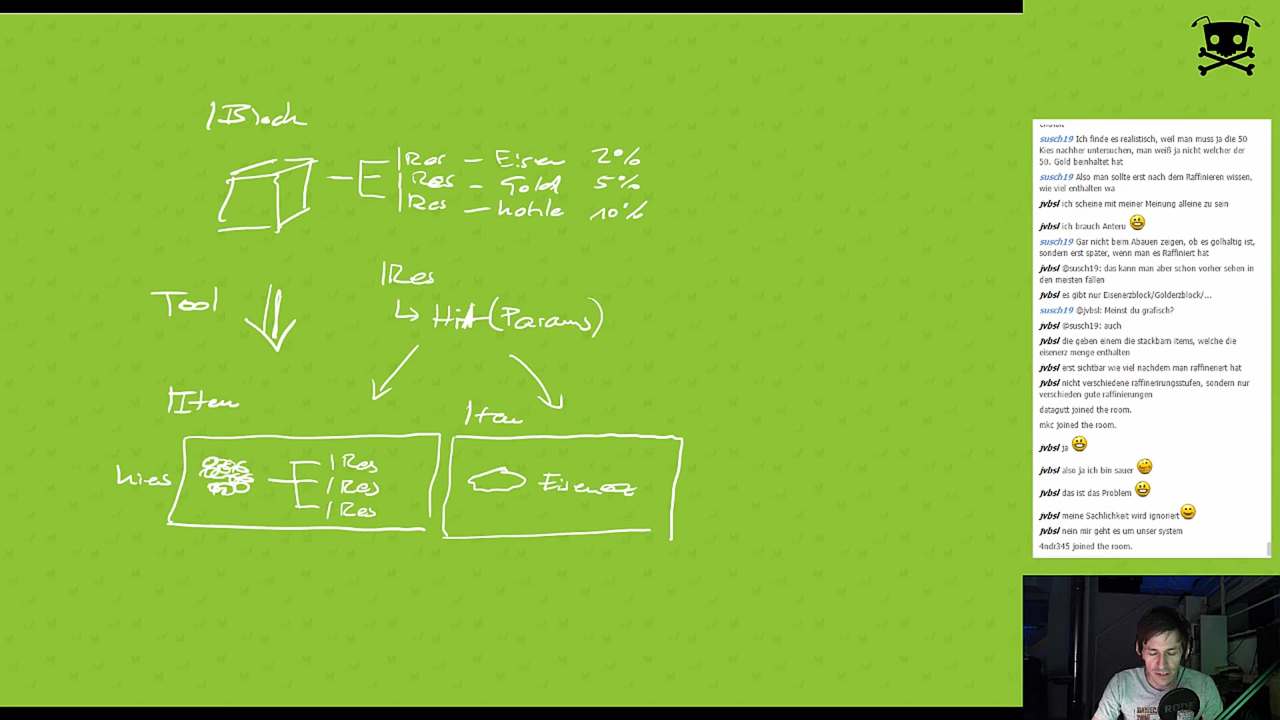 IBlock
IRes - Eisen 2%
IRes - Gold 5%
IRes - Kohle 10%
IRes
Tool
↳ Hit (Params)
IItem
Item
Kies
IRes
IRes
IRes
Eisenerz
susch19 Ich finde es realistisch, weil man muss ja die 50
Kies nachher untersuchen, man weiß ja nicht welcher der
50. Gold beinhaltet hat
susch19 Also man sollte erst nach dem Raffinieren wissen,
wie viel enthalten wa
jvbsl ich scheine mit meiner Meinung alleine zu sein
jvbsl ich brauch Anteru
susch19 Gar nicht beim Abauen zeigen, ob es golhaltig ist,
sondern erst später, wenn man es Raffiniert hat
jvbsl @susch19: das kann man aber schon vorher sehen in
den meisten fällen
jvbsl es gibt nur Eisenerzblock/Golderzblock/...
susch19 @jvbsl: Meinst du grafisch?
jvbsl @susch19: auch
jvbsl die geben einem die stackbarn items, welche die
eisenerz menge enthalten
jvbsl erst sichtbar wie viel nachdem man raffineriert hat
jvbsl nicht verschiedene raffinerirungsstufen, sondern nur
verschieden gute raffinierungen
datagutt joined the room.
mkc joined the room.
jvbsl ja
jvbsl also ja ich bin sauer
jvbsl das ist das Problem
jvbsl meine Sachlichkeit wird ignoriert
jvbsl nein mir geht es um unser system
4ndr345 joined the room.
RODE